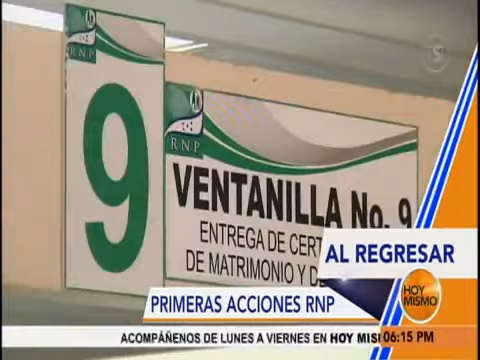 RNP
9
RNP
VENTANILLA No. 9
ENTREGA DE CERT
DE MATRIMONIO Y DE
AL REGRESAR
PRIMERAS ACCIONES RNP
HOY
MISMO
ACOMPÁÑENOS DE LUNES A VIERNES EN HOY MIS
06:15 PM